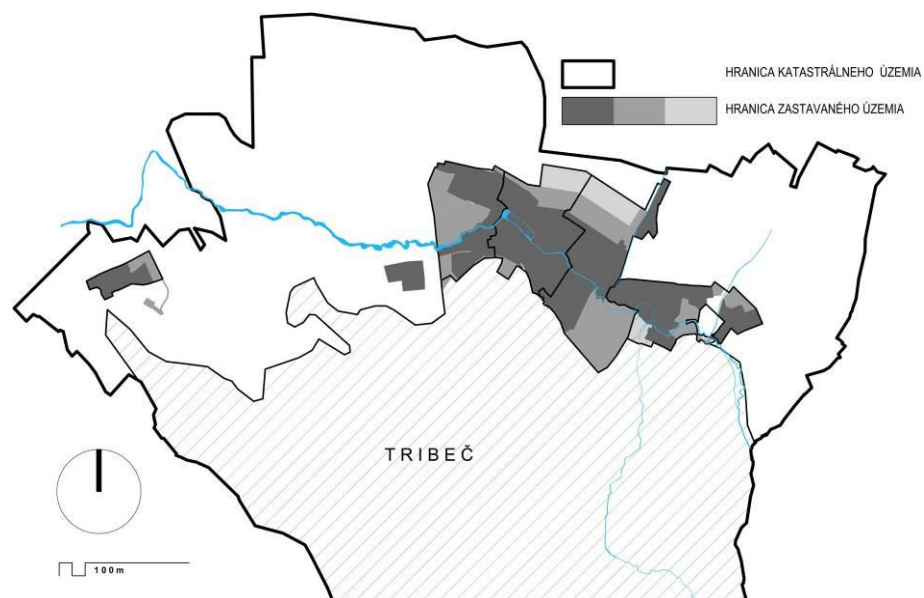 HRANICA KATASTRÁLNEHO ÚZEMIA
HRANICA ZASTAVANÉHO ÚZEMIA
TRIBEČ
100m